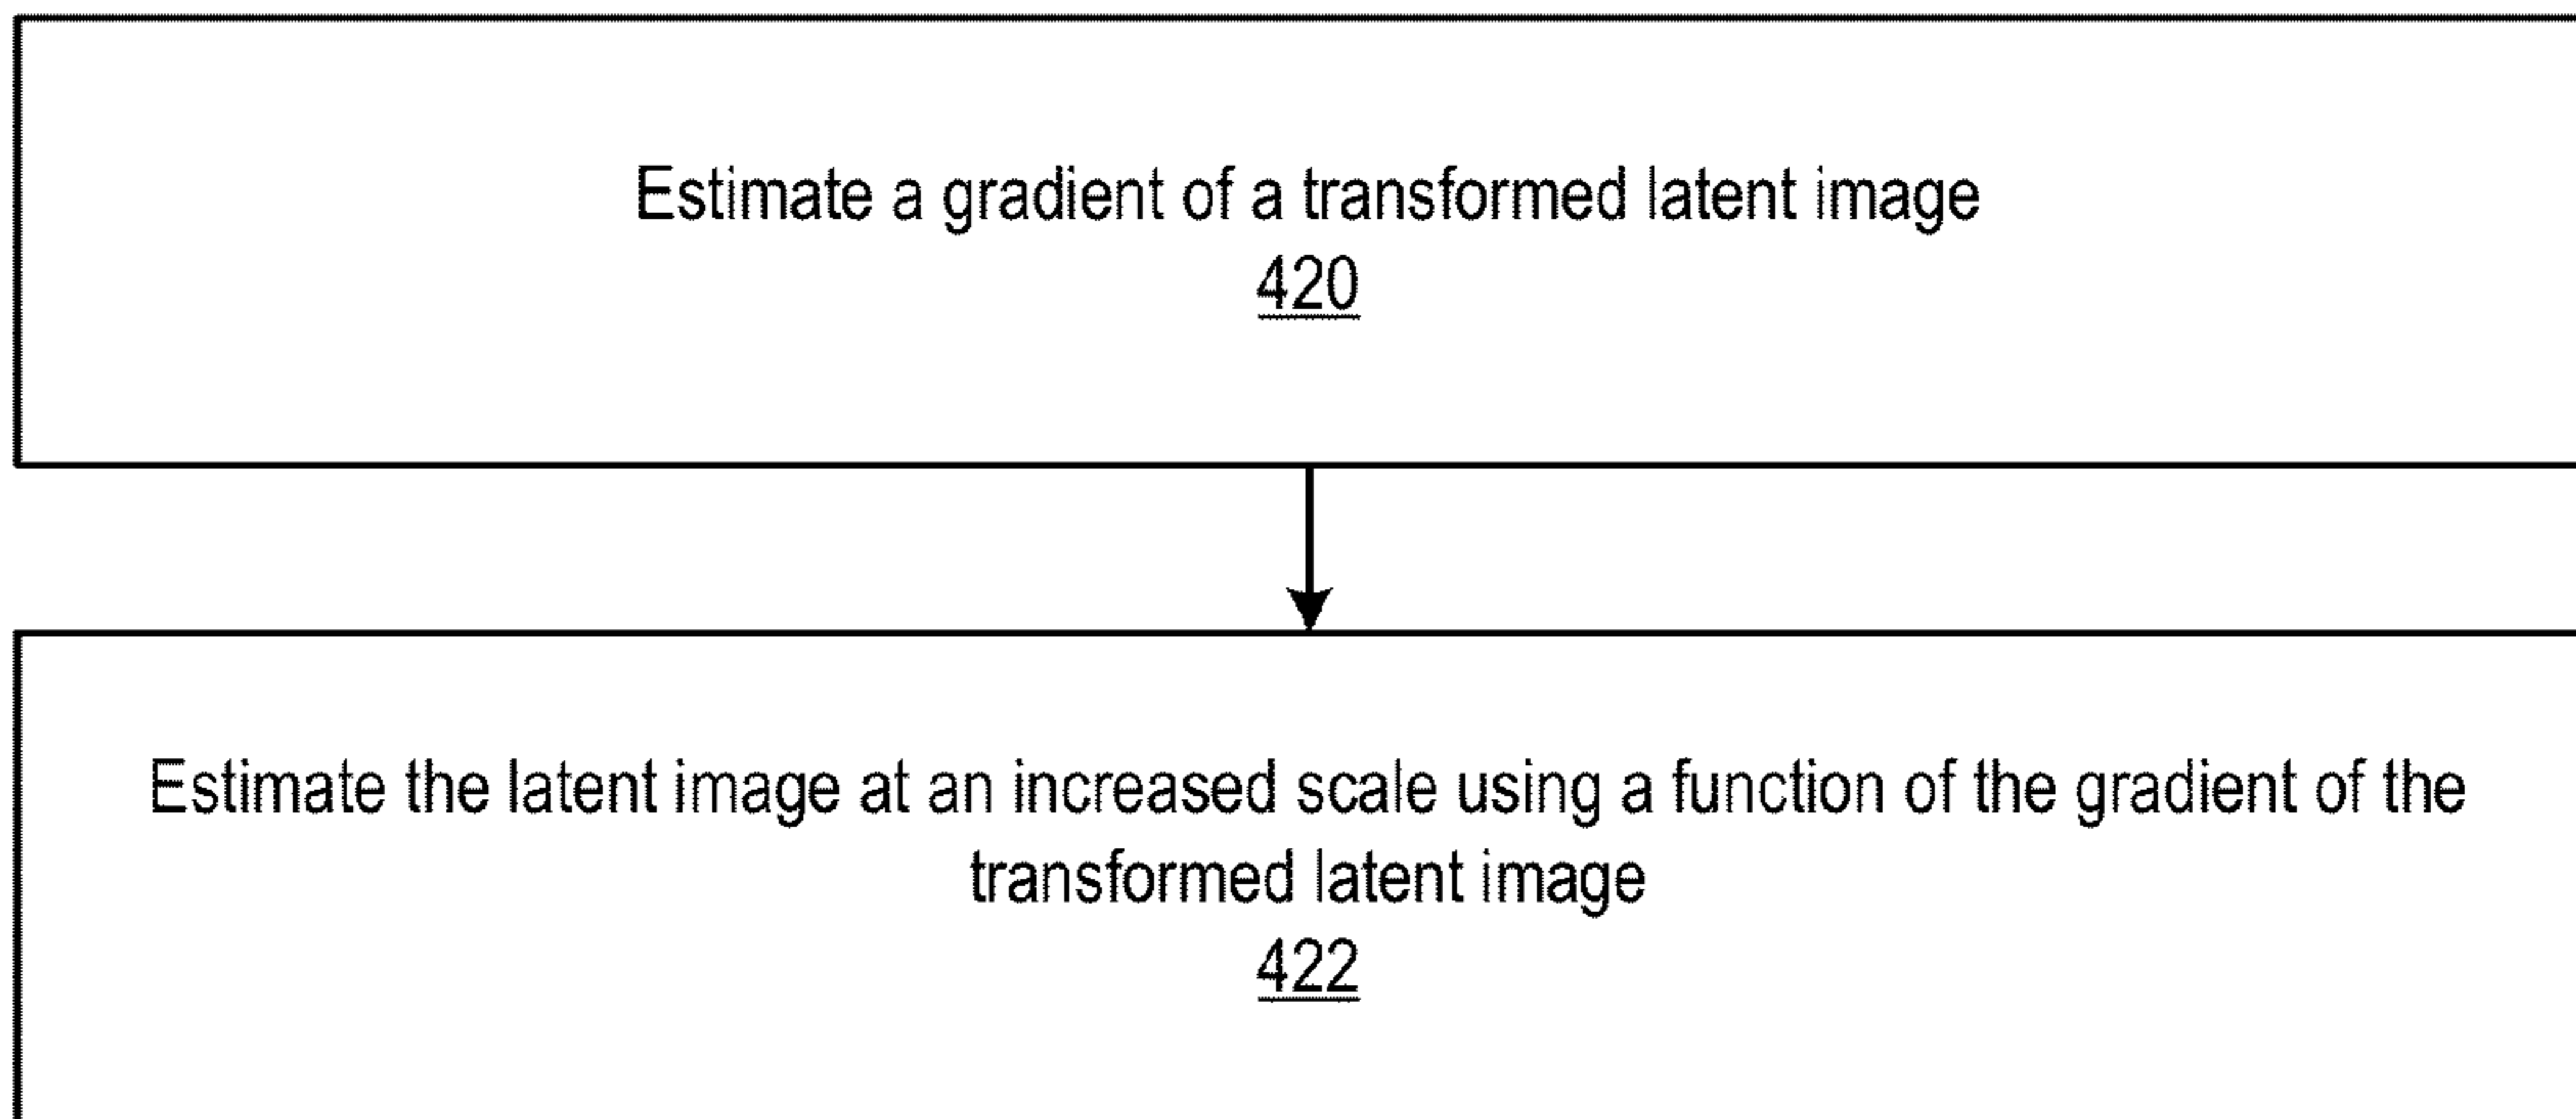 Estimate a gradient of a transformed latent image
420
Estimate the latent image at an increased scale using a function of the gradient of the
transformed latent image
422